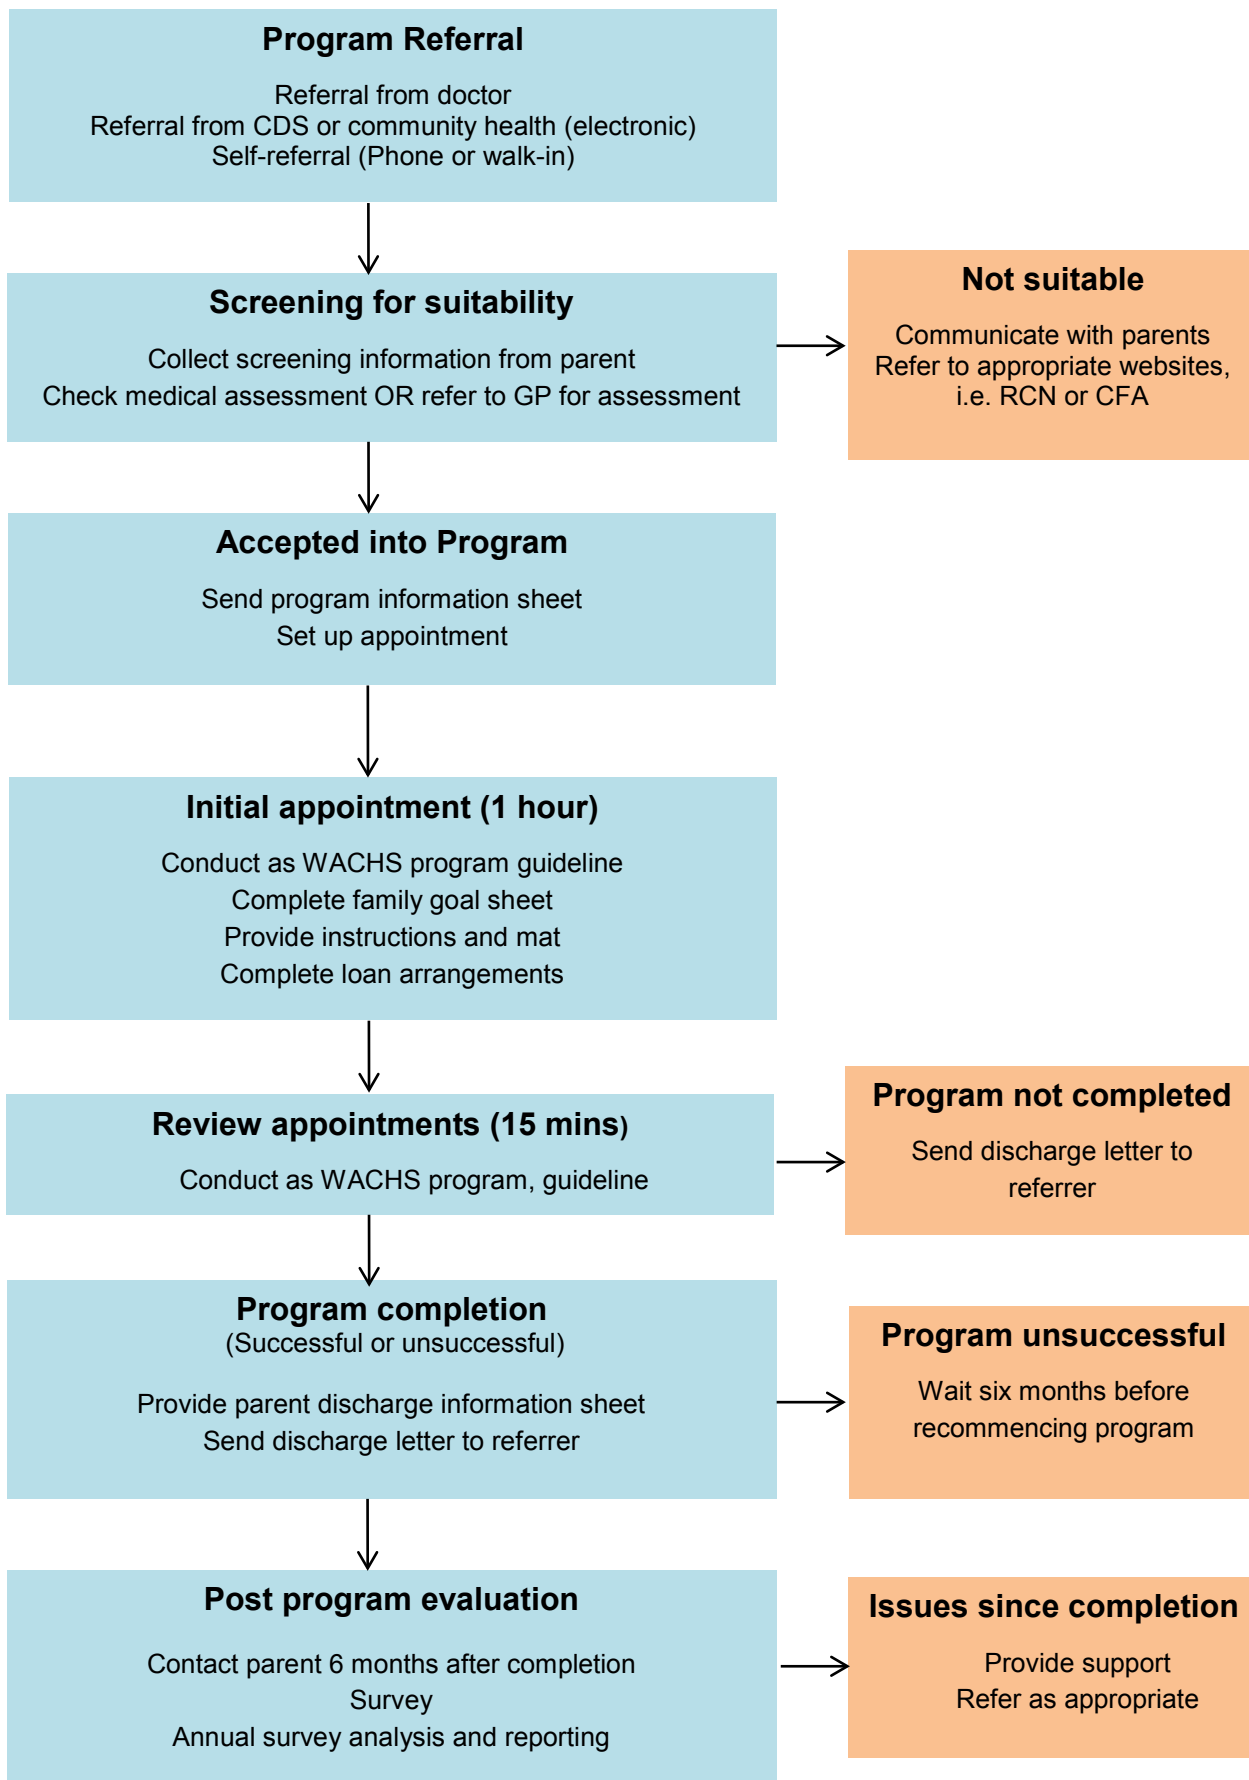 Program Referral
Referral from doctor
Referral from CDS or community health (electronic)
Self-referral (Phone or walk-in)
Screening for suitability
Collect screening information from parent
Check medical assessment OR refer to GP for assessment
Not suitable
Communicate with parents
Refer to appropriate websites,
i.e. RCN or CFA
Accepted into Program
Send program information sheet
Set up appointment
Initial appointment (1 hour)
Conduct as WACHS program guideline
Complete family goal sheet
Provide instructions and mat
Complete loan arrangements
Review appointments (15 mins)
Conduct as WACHS program, guideline
Program not completed
Send discharge letter to
referrer
Program completion
(Successful or unsuccessful)
Provide parent discharge information sheet
Send discharge letter to referrer
Program unsuccessful
Wait six months before
recommencing program
Post program evaluation
Contact parent 6 months after completion
Survey
Annual survey analysis and reporting
Issues since completion
Provide support
Refer as appropriate